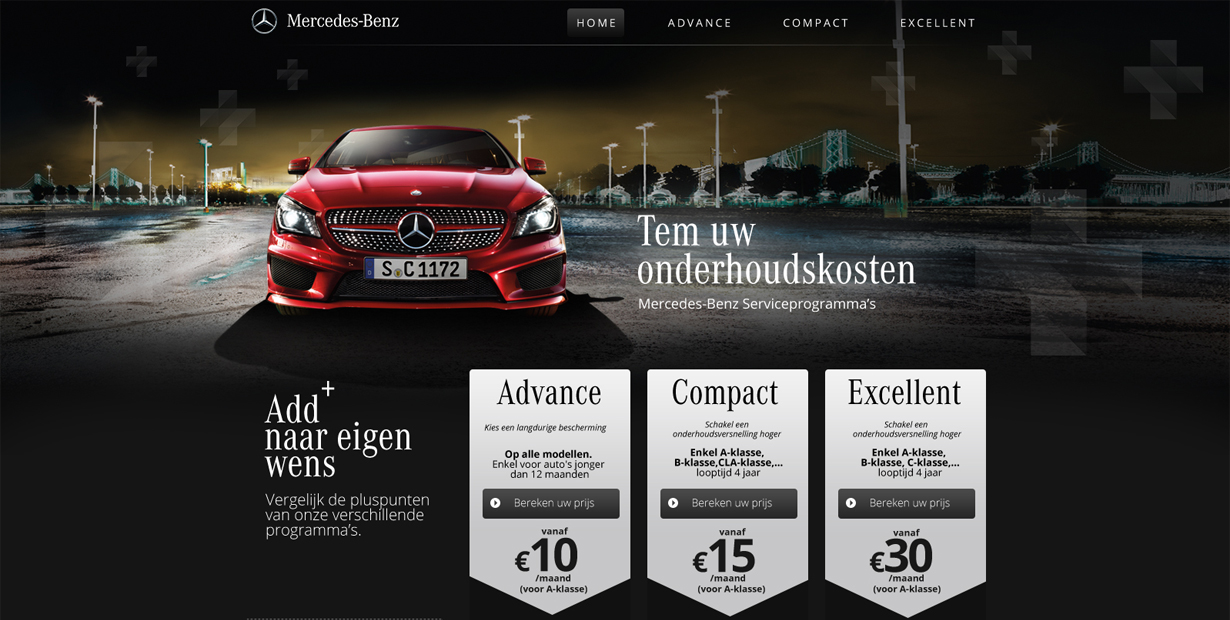 Mercedes-Benz
HOME
ADVANCE
COMPACT
EXCELLENT
S C 1172
Tem uw
onderhoudskosten
Mercedes-Benz Serviceprogramma's
Add+
naar eigen
wens
Vergelijk de pluspunten
van onze verschillende
programma's.
Advance
Kies een langdurige bescherming
Op alle modellen.
Enkel voor auto's jonger
dan 12 maanden
Bereken uw prijs
vanaf
€10
/maand
(voor A-klasse)
Compact
Schakel een
onderhoudsversnelling hoger
Enkel A-klasse,
B-klasse,CLA-klasse,...
looptijd 4 jaar
Bereken uw prijs
vanaf
€15
/maand
(voor A-klasse)
Excellent
Schakel een
onderhoudsversnelling hoger
Enkel A-klasse,
B-klasse, C-klasse,...
looptijd 4 jaar
Bereken uw prijs
vanaf
€30
/maand
(voor A-klasse)